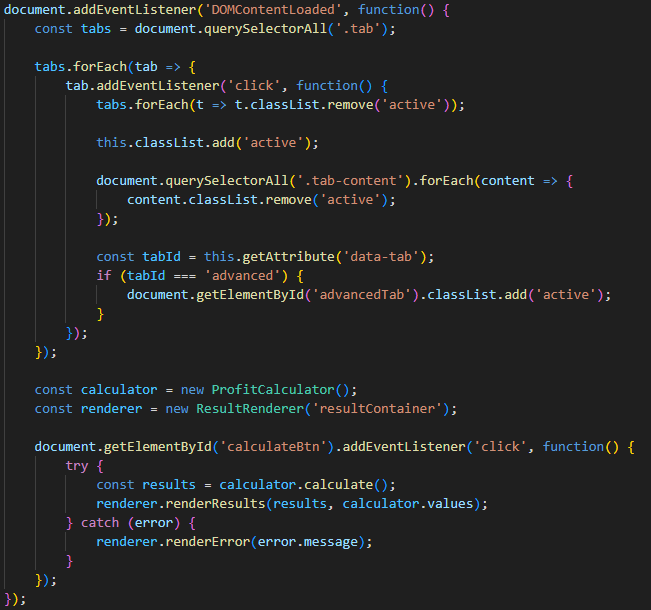 document.addEventListener('DOMContentLoaded', function() {
    const tabs = document.querySelectorAll('.tab');

    tabs.forEach(tab => {
        tab.addEventListener('click', function() {
            tabs.forEach(t => t.classList.remove('active'));

            this.classList.add('active');

            document.querySelectorAll('.tab-content').forEach(content => {
                content.classList.remove('active');
            });

            const tabId = this.getAttribute('data-tab');
            if (tabId === 'advanced') {
                document.getElementById('advancedTab').classList.add('active');
            }
        });
    });

    const calculator = new ProfitCalculator();
    const renderer = new ResultRenderer('resultContainer');

    document.getElementById('calculateBtn').addEventListener('click', function() {
        try {
            const results = calculator.calculate();
            renderer.renderResults(results, calculator.values);
        } catch (error) {
            renderer.renderError(error.message);
        }
    });
});